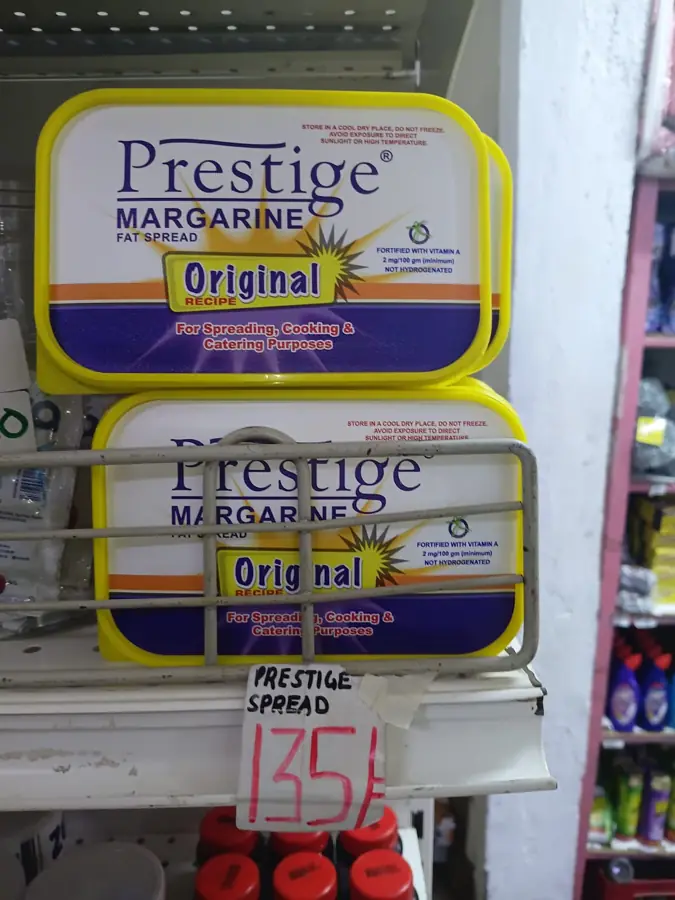 STORE IN A COOL DRY PLACE, DO NOT FREEZE.
AVOID EXPOSURE TO DIRECT
SUNLIGHT OR HIGH TEMPERATURE.
Prestige®
MARGARINE
FAT SPREAD
FORTIFIED WITH VITAMIN A
2 mg/100 gm (minimum)
NOT HYDROGENATED
Original
RECIPE
For Spreading, Cooking &
Catering Purposes
STORE IN A COOL DRY PLACE, DO NOT FREEZE.
AVOID EXPOSURE TO DIRECT
SUNLIGHT OR HIGH TEMPERATURE.
Prestige®
MARGARINE
FAT SPREAD
FORTIFIED WITH VITAMIN A
2 mg/100 gm (minimum)
NOT HYDROGENATED
Original
RECIPE
For Spreading, Cooking &
Catering Purposes
PRESTIGE
SPREAD
135/